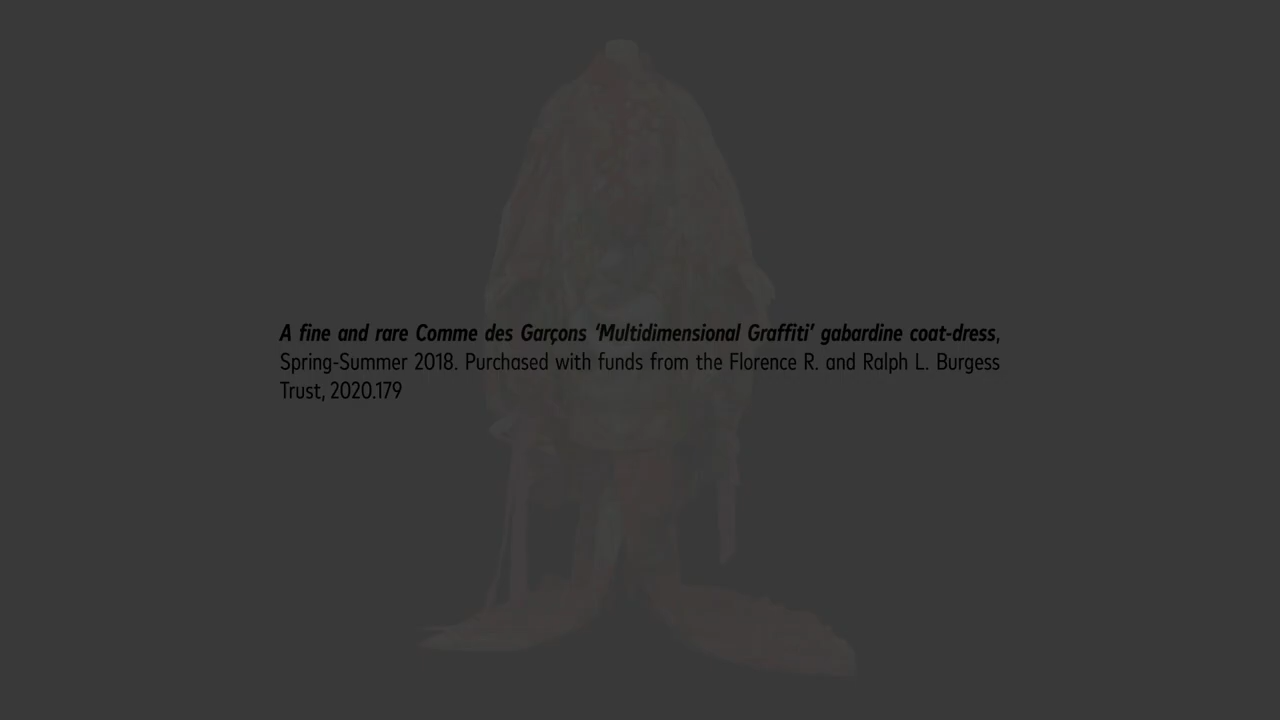 A fine and rare Comme des Garçons ‘Multidimensional Graffiti’ gabardine coat-dress,
Spring-Summer 2018. Purchased with funds from the Florence R. and Ralph L. Burgess
Trust, 2020.179